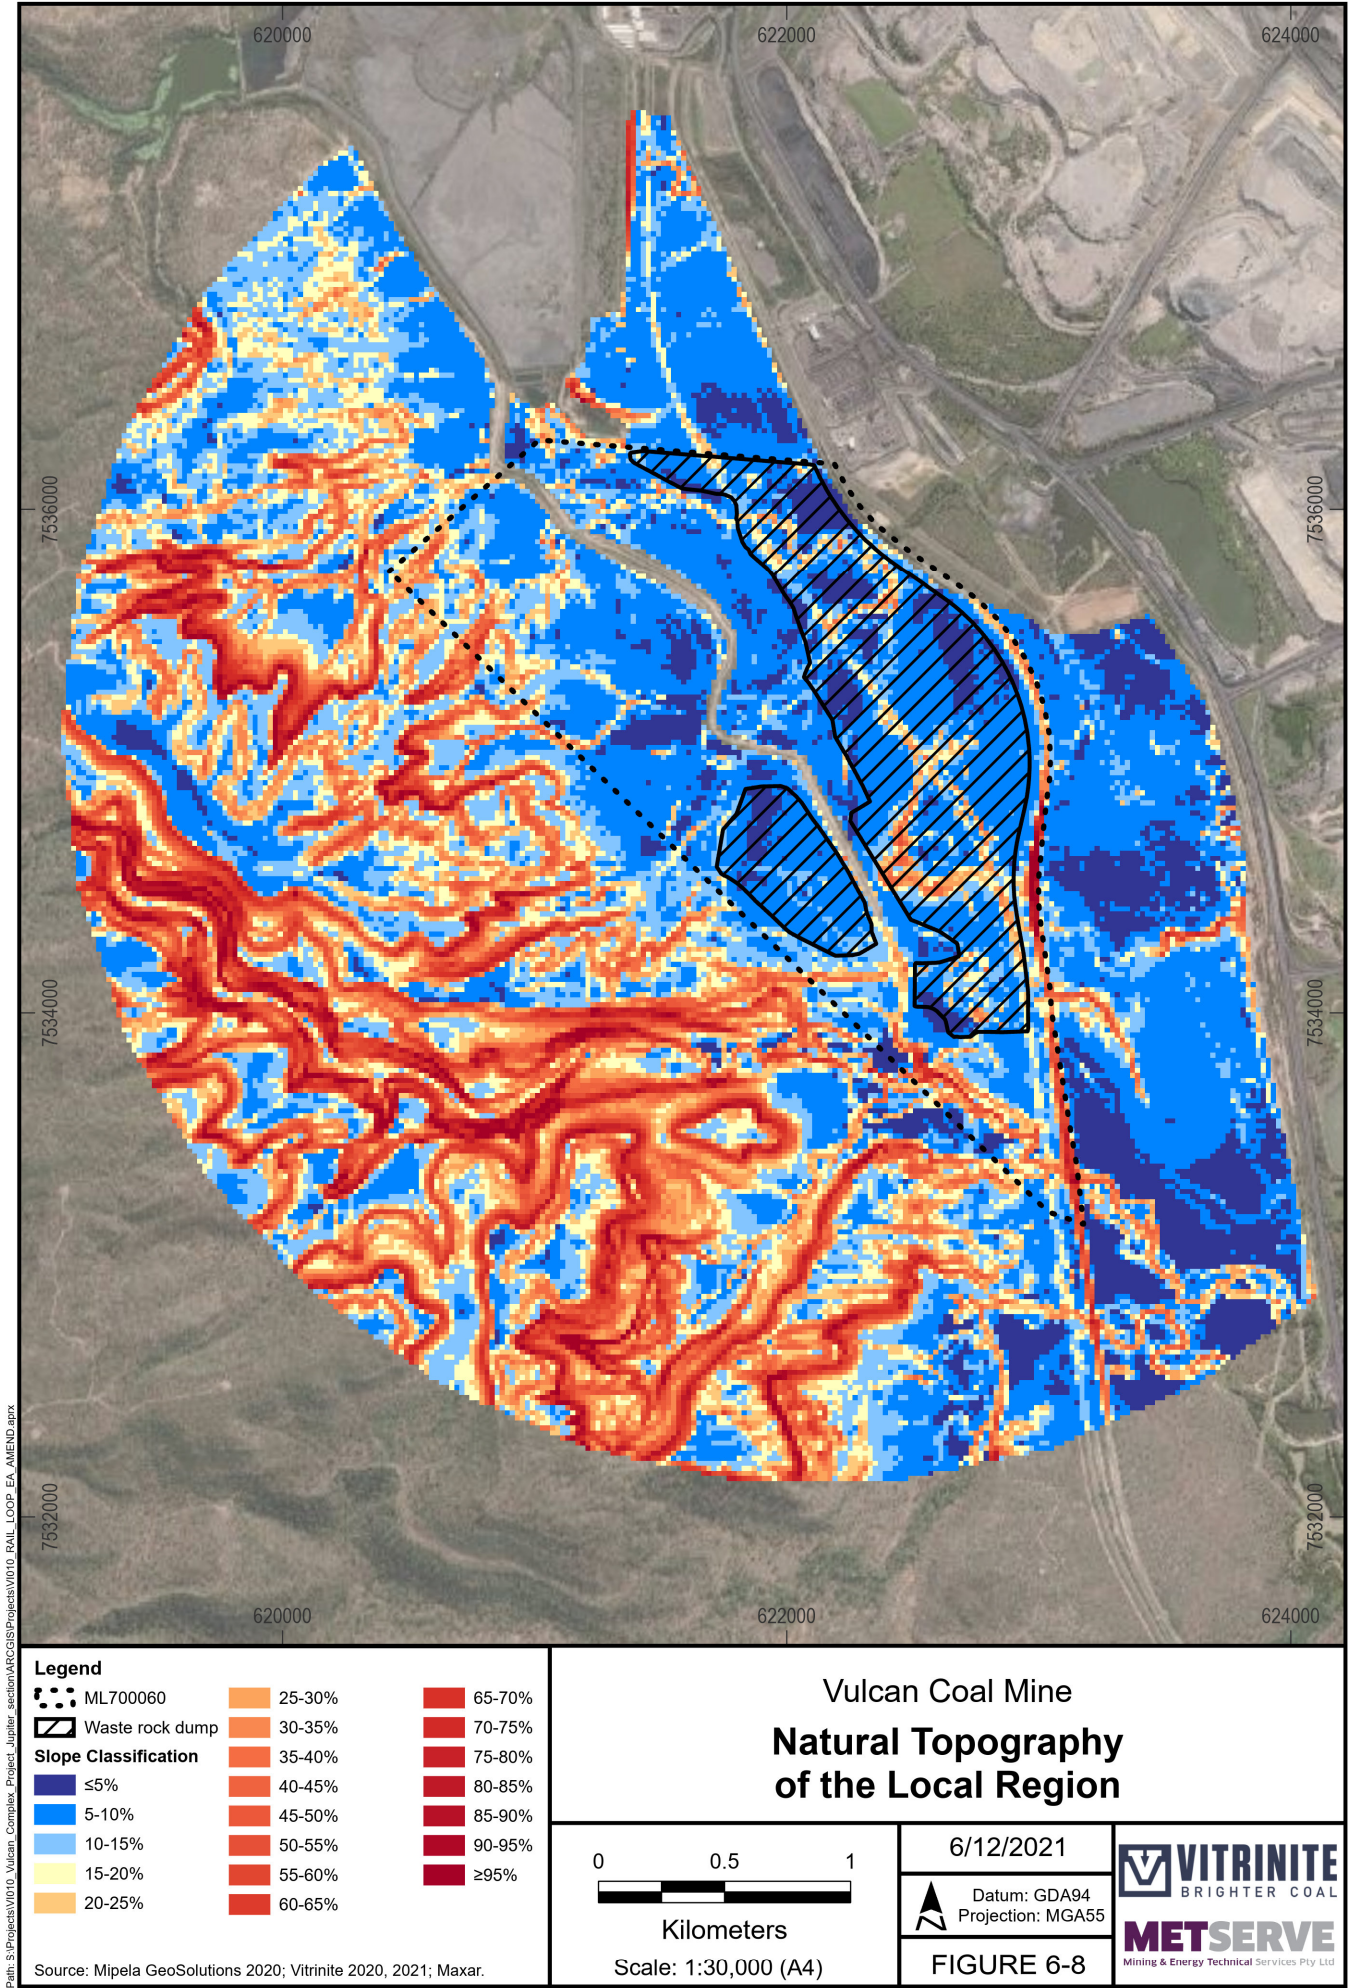 620000
622000
624000
7536000
7536000
7534000
7534000
7532000
7532000
620000
622000
624000
Path: S:\Projects\VI010_Vulcan_Complex_Project_Jupiter_section\ARCGIS\Projects\VI010_RAIL_LOOP_EA_AMEND.aprx
Legend
ML700060
Waste rock dump
Slope Classification
≤5%
5-10%
10-15%
15-20%
20-25%
25-30%
30-35%
35-40%
40-45%
45-50%
50-55%
55-60%
60-65%
65-70%
70-75%
75-80%
80-85%
85-90%
90-95%
≥95%
Source: Mipela GeoSolutions 2020; Vitrinite 2020, 2021; Maxar.
Vulcan Coal Mine
Natural Topography
of the Local Region
0 0.5 1
Kilometers
Scale: 1:30,000 (A4)
6/12/2021
N
Datum: GDA94
Projection: MGA55
FIGURE 6-8
VITRINITE
BRIGHTER COAL
METSERVE
Mining & Energy Technical Services Pty Ltd